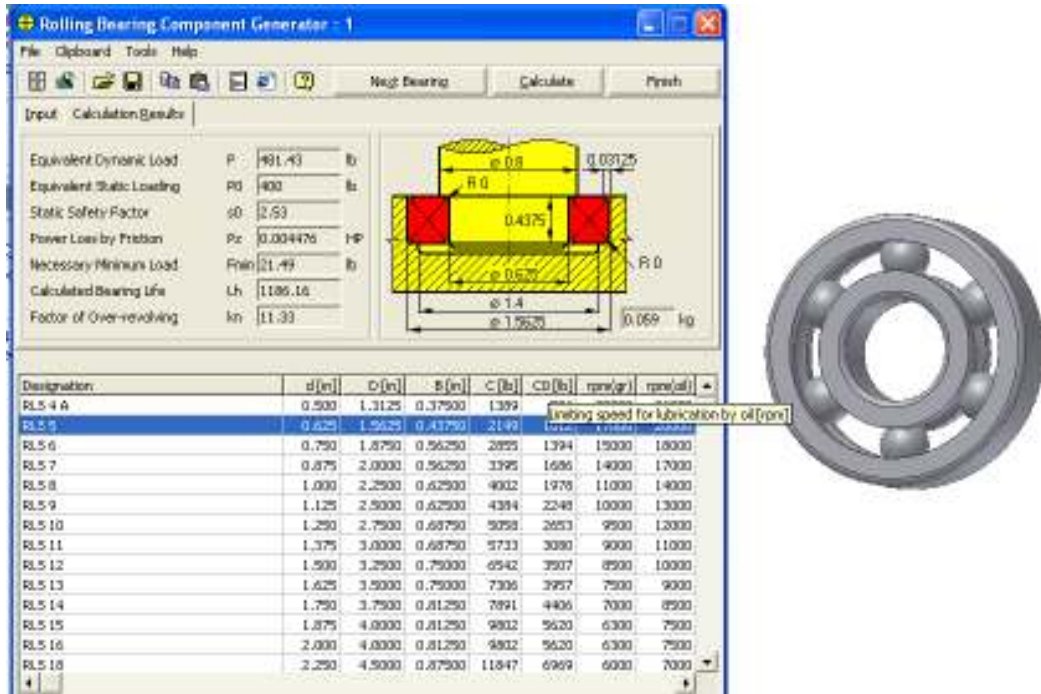 Rolling Bearing Component Generator - 1
File Clipboard Tools Help
Next Bearing Calculate Finish
Input Calculation Results
Equivalent Dynamic Load P 481.43 lb
Equivalent Static Loading P0 400 lb
Static Safety Factor s0 2.53
Power Loss by Friction Pz 0.004476 HP
Necessary Minimum Load Fmin 21.49 lb
Calculated Bearing Life Lh 1186.16
Factor of Over-revolving kn 11.33
ø 0.8
0.03125
R 0
0.4375
R 0
ø 0.625
ø 1.4
ø 1.5625
0.059 kg
Designation d [in] D [in] B [in] C [lb] C0 [lb] rpm(gr) rpm(oil)
RLS 4 A 0.500 1.3125 0.37500 1389
Limiting speed for lubrication by oil [rpm]
RLS 5 0.625 1.5625 0.43750 2149 1012 17000 20000
RLS 6 0.750 1.8750 0.56250 2855 1394 15000 18000
RLS 7 0.875 2.0000 0.56250 3395 1686 14000 17000
RLS 8 1.000 2.2500 0.62500 4002 1978 11000 14000
RLS 9 1.125 2.5000 0.62500 4384 2248 10000 13000
RLS 10 1.250 2.7500 0.68750 5058 2653 9500 12000
RLS 11 1.375 3.0000 0.68750 5733 3080 9000 11000
RLS 12 1.500 3.2500 0.75000 6542 3507 8500 10000
RLS 13 1.625 3.5000 0.75000 7306 3957 7500 9000
RLS 14 1.750 3.7500 0.81250 7891 4406 7000 8500
RLS 15 1.875 4.0000 0.81250 9802 5620 6300 7500
RLS 16 2.000 4.0000 0.81250 9802 5620 6300 7500
RLS 18 2.250 4.5000 0.87500 11847 6969 6000 7000